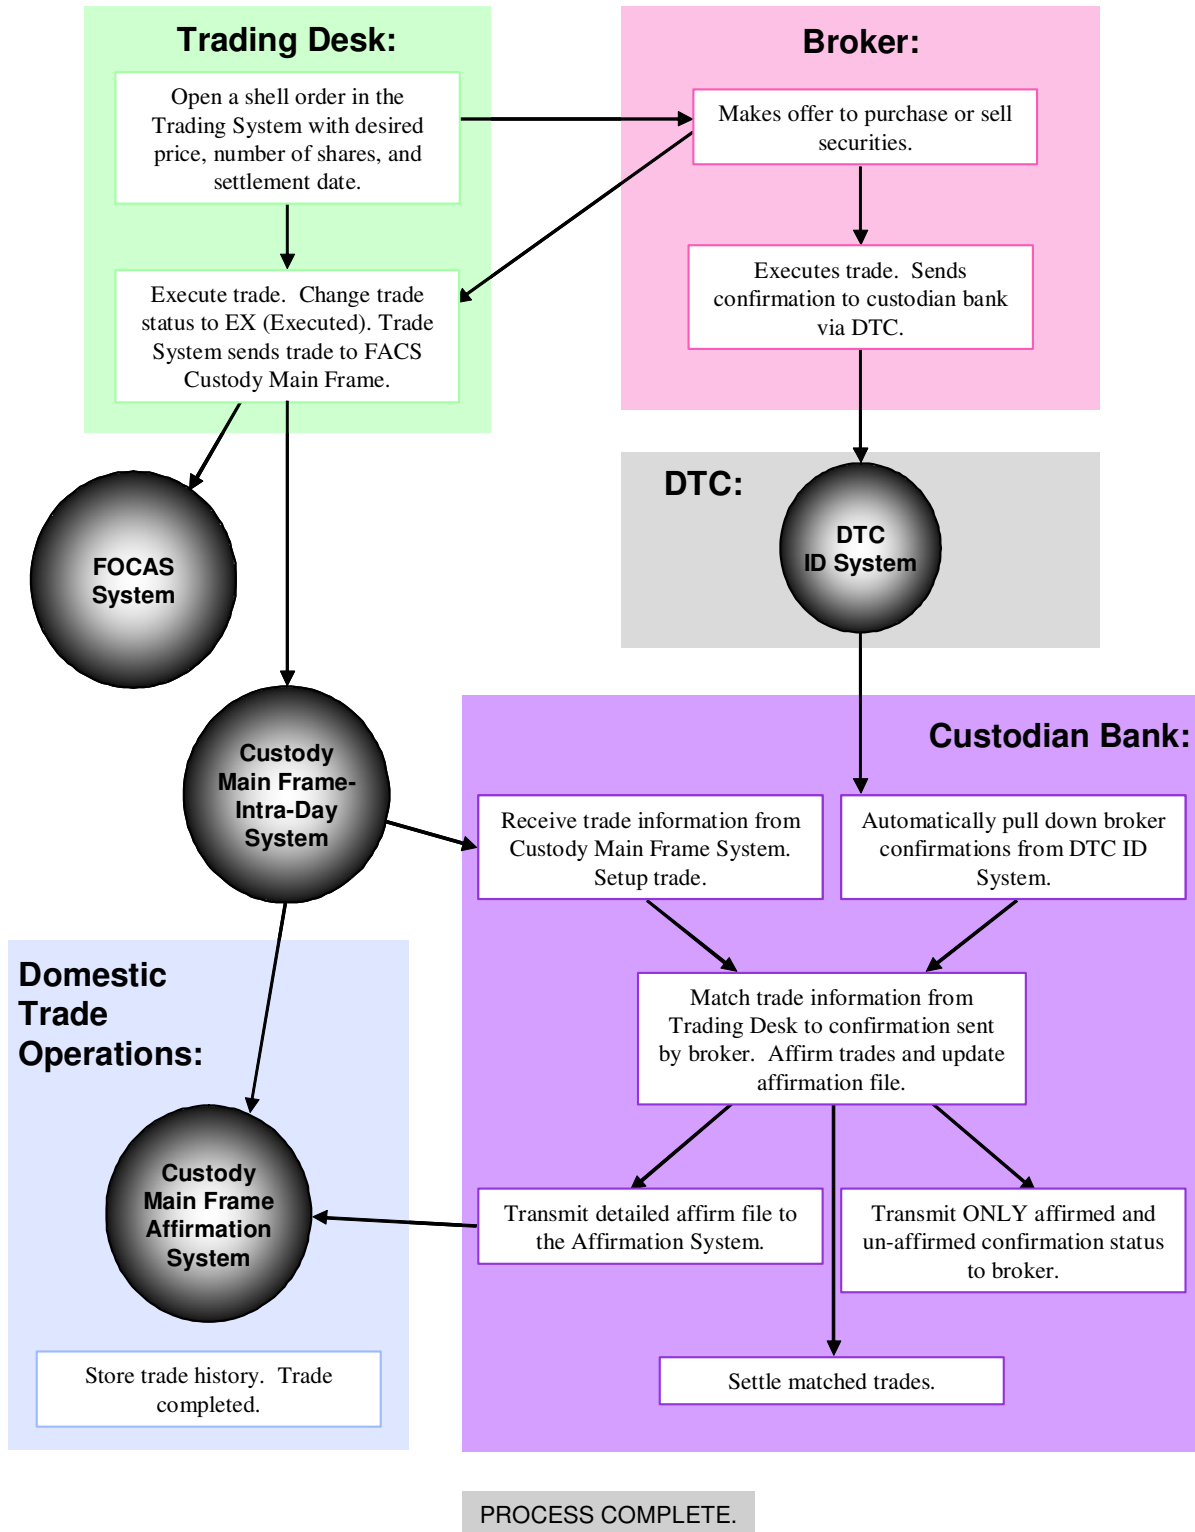 Trading Desk:
Open a shell order in the
Trading System with desired
price, number of shares, and
settlement date.
Execute trade.  Change trade
status to EX (Executed). Trade
System sends trade to FACS
Custody Main Frame.
Broker:
Makes offer to purchase or sell
securities.
Executes trade.  Sends
confirmation to custodian bank
via DTC.
FOCAS
System
DTC:
DTC
ID System
Custody
Main Frame-
Intra-Day
System
Custodian Bank:
Receive trade information from
Custody Main Frame System.
Setup trade.
Automatically pull down broker
confirmations from DTC ID
System.
Match trade information from
Trading Desk to confirmation sent
by broker.  Affirm trades and update
affirmation file.
Transmit detailed affirm file to
the Affirmation System.
Transmit ONLY affirmed and
un-affirmed confirmation status
to broker.
Settle matched trades.
Domestic
Trade
Operations:
Custody
Main Frame
Affirmation
System
Store trade history.  Trade
completed.
PROCESS COMPLETE.